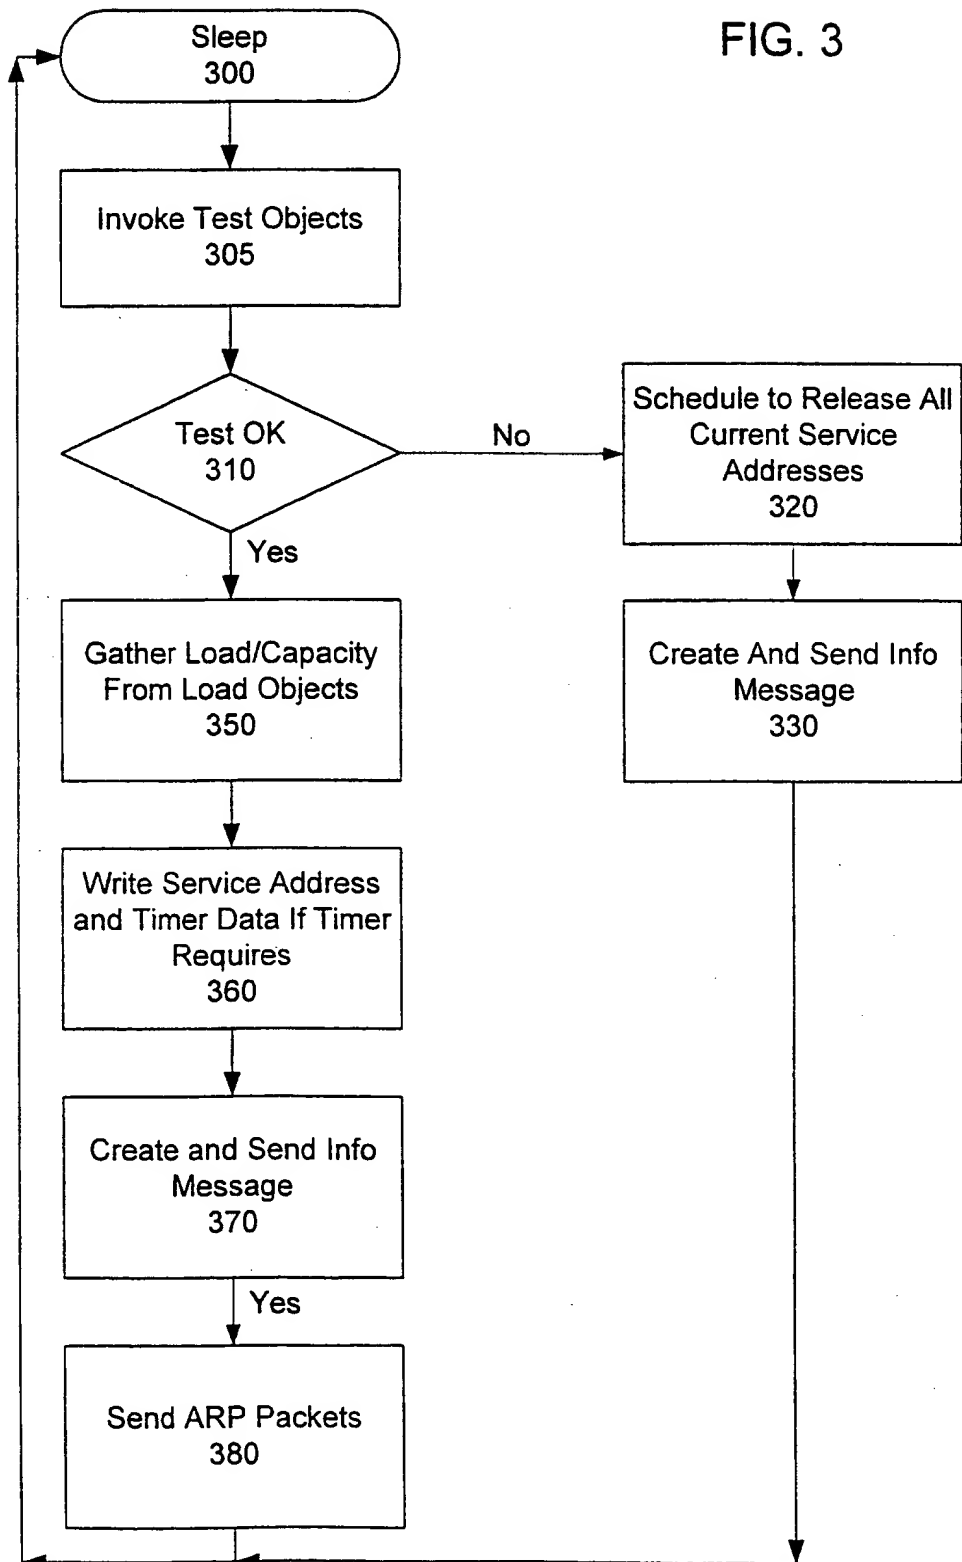 FIG. 3
Sleep
300
Invoke Test Objects
305
Test OK
310
No
Yes
Schedule to Release All
Current Service
Addresses
320
Gather Load/Capacity
From Load Objects
350
Create And Send Info
Message
330
Write Service Address
and Timer Data If Timer
Requires
360
Create and Send Info
Message
370
Yes
Send ARP Packets
380